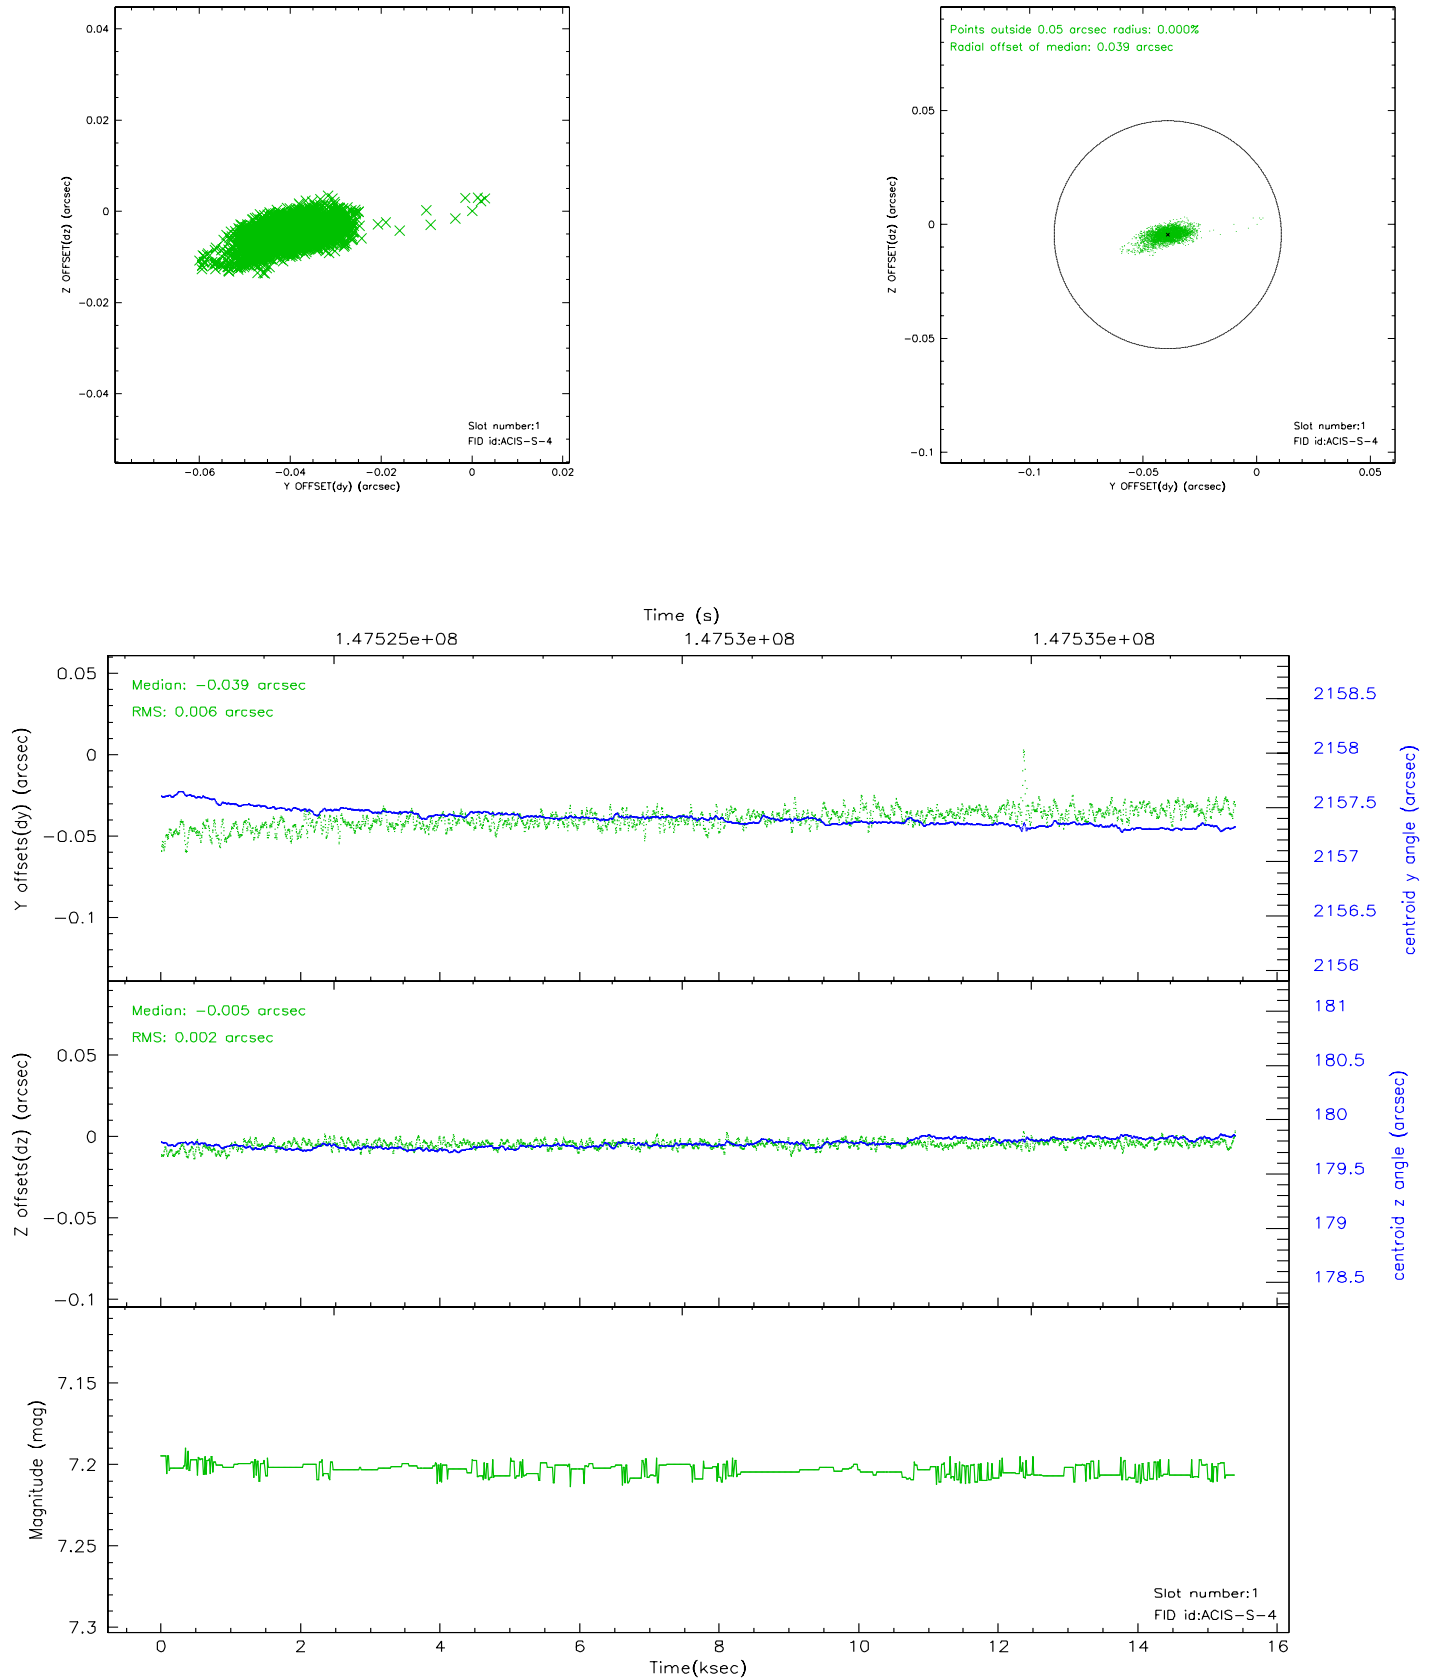 0.04
0.02
0
−0.02
−0.04
Z OFFSET(dz) (arcsec)
−0.06 −0.04 −0.02 0 0.02
Y OFFSET(dy) (arcsec)
Slot number:1
FID id:ACIS−S−4
Points outside 0.05 arcsec radius: 0.000%
Radial offset of median: 0.039 arcsec
0.05
0
−0.05
−0.1
Z OFFSET(dz) (arcsec)
−0.1 −0.05 0 0.05
Y OFFSET(dy) (arcsec)
Slot number:1
FID id:ACIS−S−4
Time (s)
1.47525e+08 1.4753e+08 1.47535e+08
Median: −0.039 arcsec
RMS: 0.006 arcsec
0.05
0
−0.05
−0.1
Y offsets(dy) (arcsec)
2158.5
2158
2157.5
2157
2156.5
2156
centroid y angle (arcsec)
Median: −0.005 arcsec
RMS: 0.002 arcsec
0.05
0
−0.05
−0.1
Z offsets(dz) (arcsec)
181
180.5
180
179.5
179
178.5
centroid z angle (arcsec)
7.15
7.2
7.25
7.3
Magnitude (mag)
Slot number:1
FID id:ACIS−S−4
0 2 4 6 8 10 12 14 16
Time(ksec)